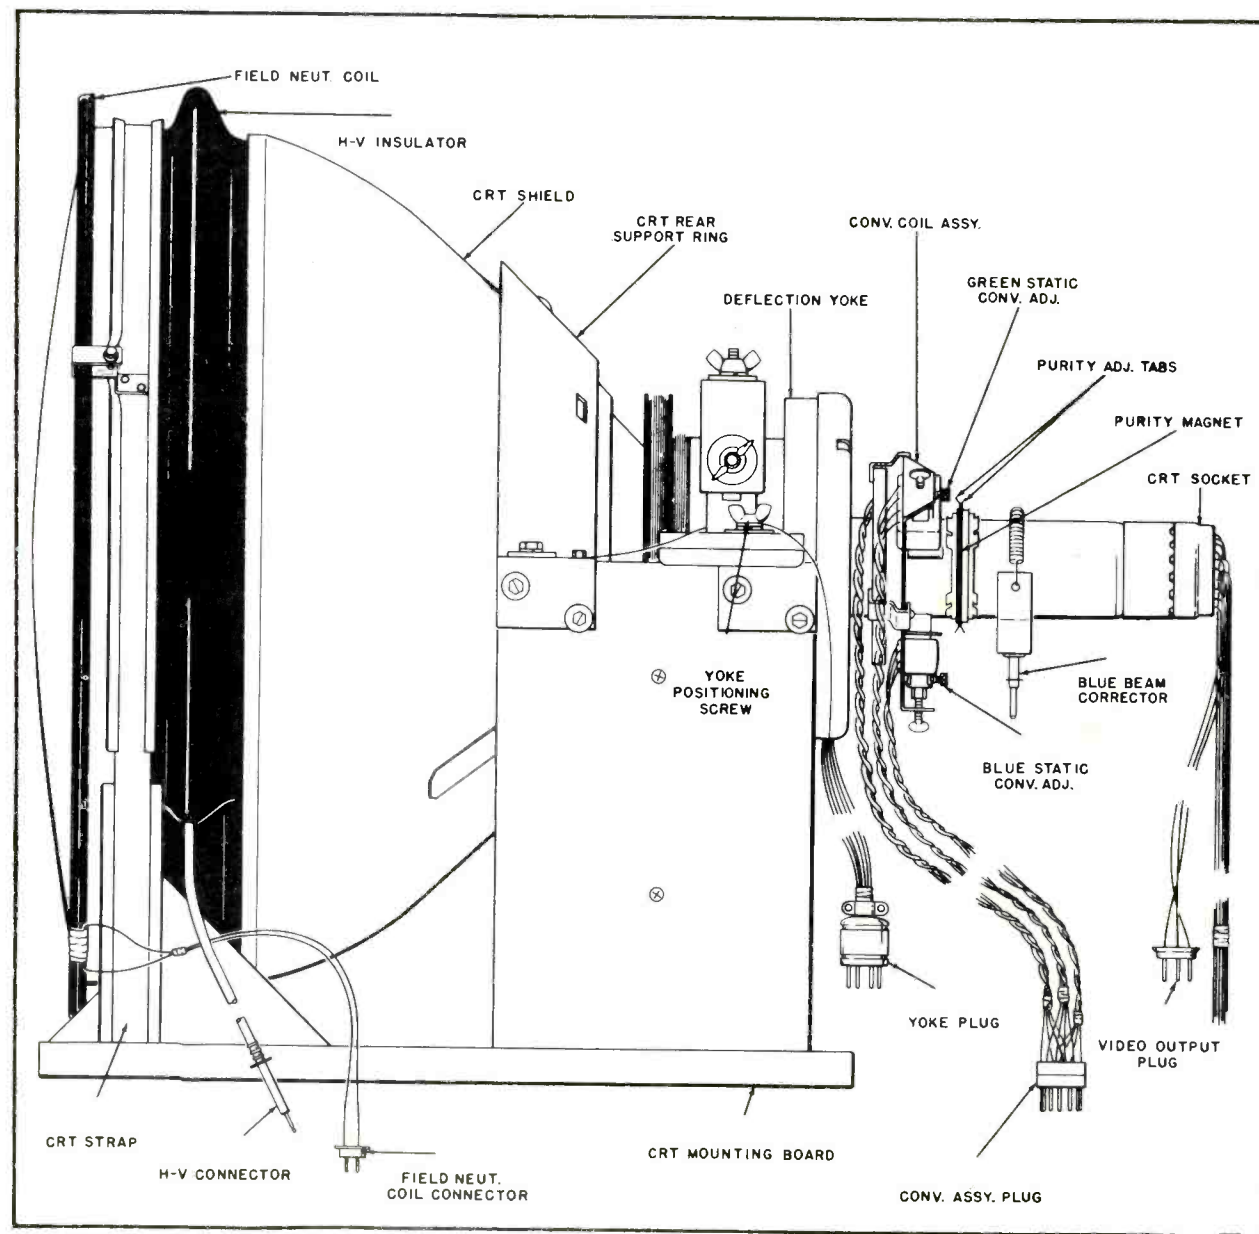 FIELD NEUT. COIL
H-V INSULATOR
CRT SHIELD
CRT REAR
SUPPORT RING
CONV. COIL ASSY.
GREEN STATIC
CONV. ADJ.
DEFLECTION YOKE
PURITY ADJ. TABS
PURITY MAGNET
CRT SOCKET
YOKE
POSITIONING
SCREW
BLUE BEAM
CORRECTOR
BLUE STATIC
CONV. ADJ.
YOKE PLUG
VIDEO OUTPUT
PLUG
CRT STRAP
H-V CONNECTOR
FIELD NEUT.
COIL CONNECTOR
CRT MOUNTING BOARD
CONV. ASSY. PLUG